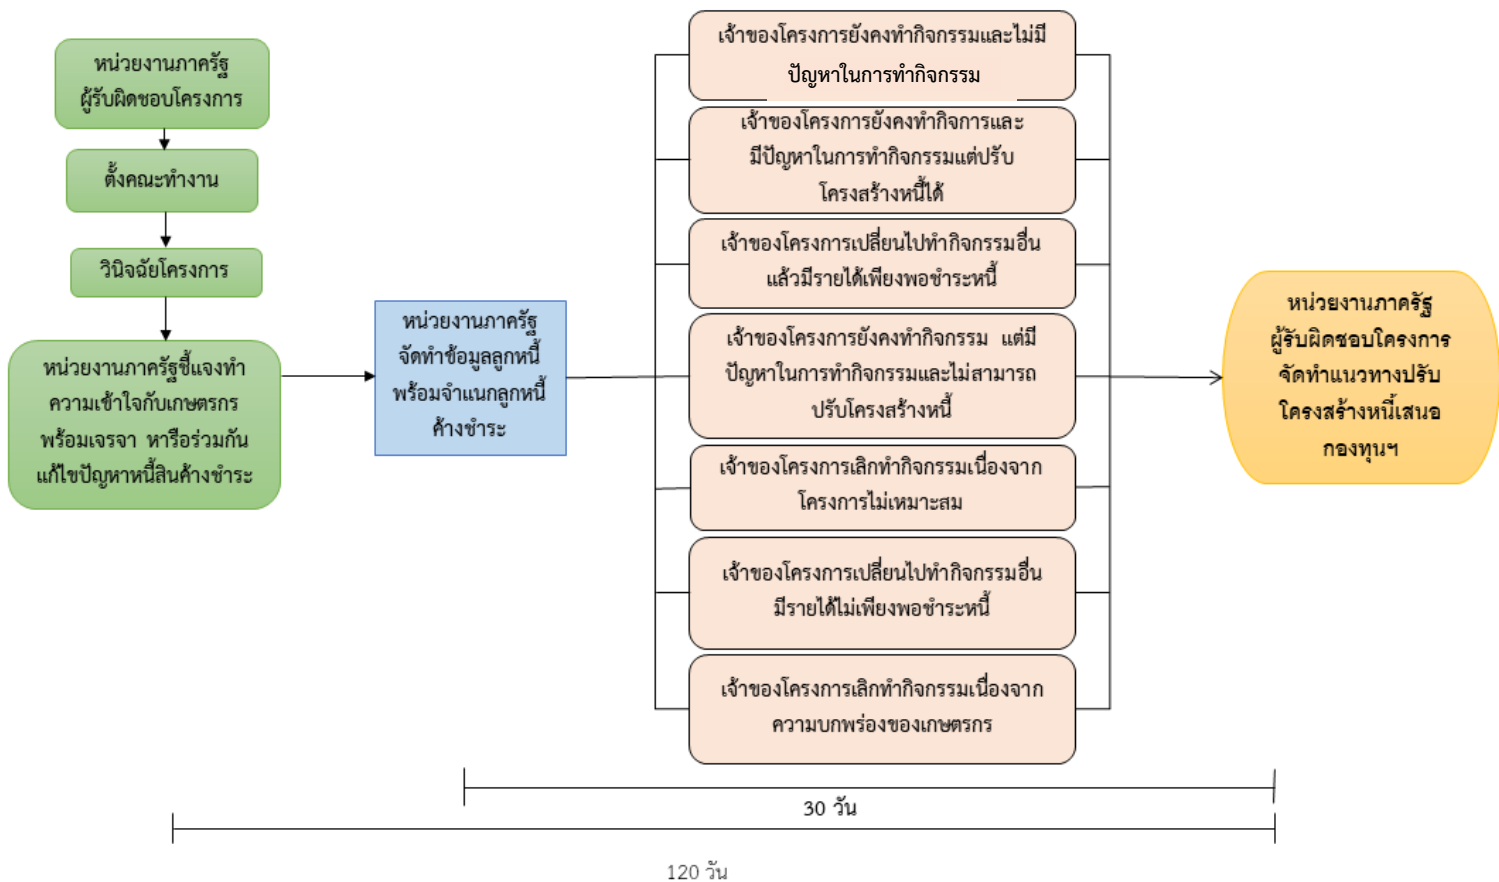 หน่วยงานภาครัฐ
ผู้รับผิดชอบโครงการ
ตั้งคณะทำงาน
วินิจฉัยโครงการ
หน่วยงานภาครัฐชี้แจงทำ
ความเข้าใจกับเกษตรกร
พร้อมเจรจา หารือร่วมกัน
แก้ไขปัญหาหนี้สินค้างชำระ
หน่วยงานภาครัฐ
จัดทำข้อมูลลูกหนี้
พร้อมจำแนกลูกหนี้
ค้างชำระ
เจ้าของโครงการยังคงทำกิจกรรมและไม่มี
ปัญหาในการทำกิจกรรม
เจ้าของโครงการยังคงทำกิจการและ
มีปัญหาในการทำกิจกรรมแต่ปรับ
โครงสร้างหนี้ได้
เจ้าของโครงการเปลี่ยนไปทำกิจกรรมอื่น
แล้วมีรายได้เพียงพอชำระหนี้
เจ้าของโครงการยังคงทำกิจกรรม แต่มี
ปัญหาในการทำกิจกรรมและไม่สามารถ
ปรับโครงสร้างหนี้
เจ้าของโครงการเลิกทำกิจกรรมเนื่องจาก
โครงการไม่เหมาะสม
เจ้าของโครงการเปลี่ยนไปทำกิจกรรมอื่น
มีรายได้ไม่เพียงพอชำระหนี้
เจ้าของโครงการเลิกทำกิจกรรมเนื่องจาก
ความบกพร่องของเกษตรกร
หน่วยงานภาครัฐ
ผู้รับผิดชอบโครงการ
จัดทำแนวทางปรับ
โครงสร้างหนี้เสนอ
กองทุนฯ
30 วัน
120 วัน